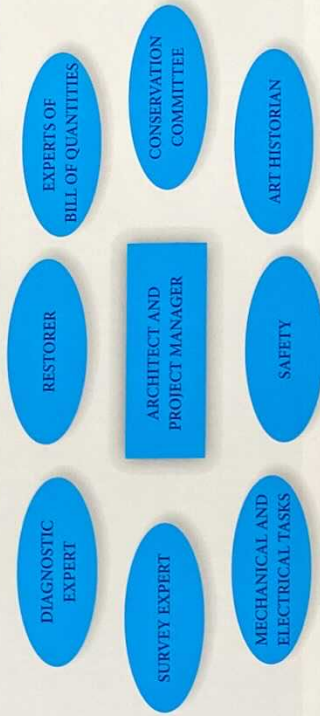 DIAGNOSTIC
EXPERT
RESTORER
EXPERTS OF
BILL OF QUANTITIES
SURVEY EXPERT
ARCHITECT AND
PROJECT MANAGER
CONSERVATION
COMMITTEE
MECHANICAL AND
ELECTRICAL TASKS
SAFETY
ART HISTORIAN